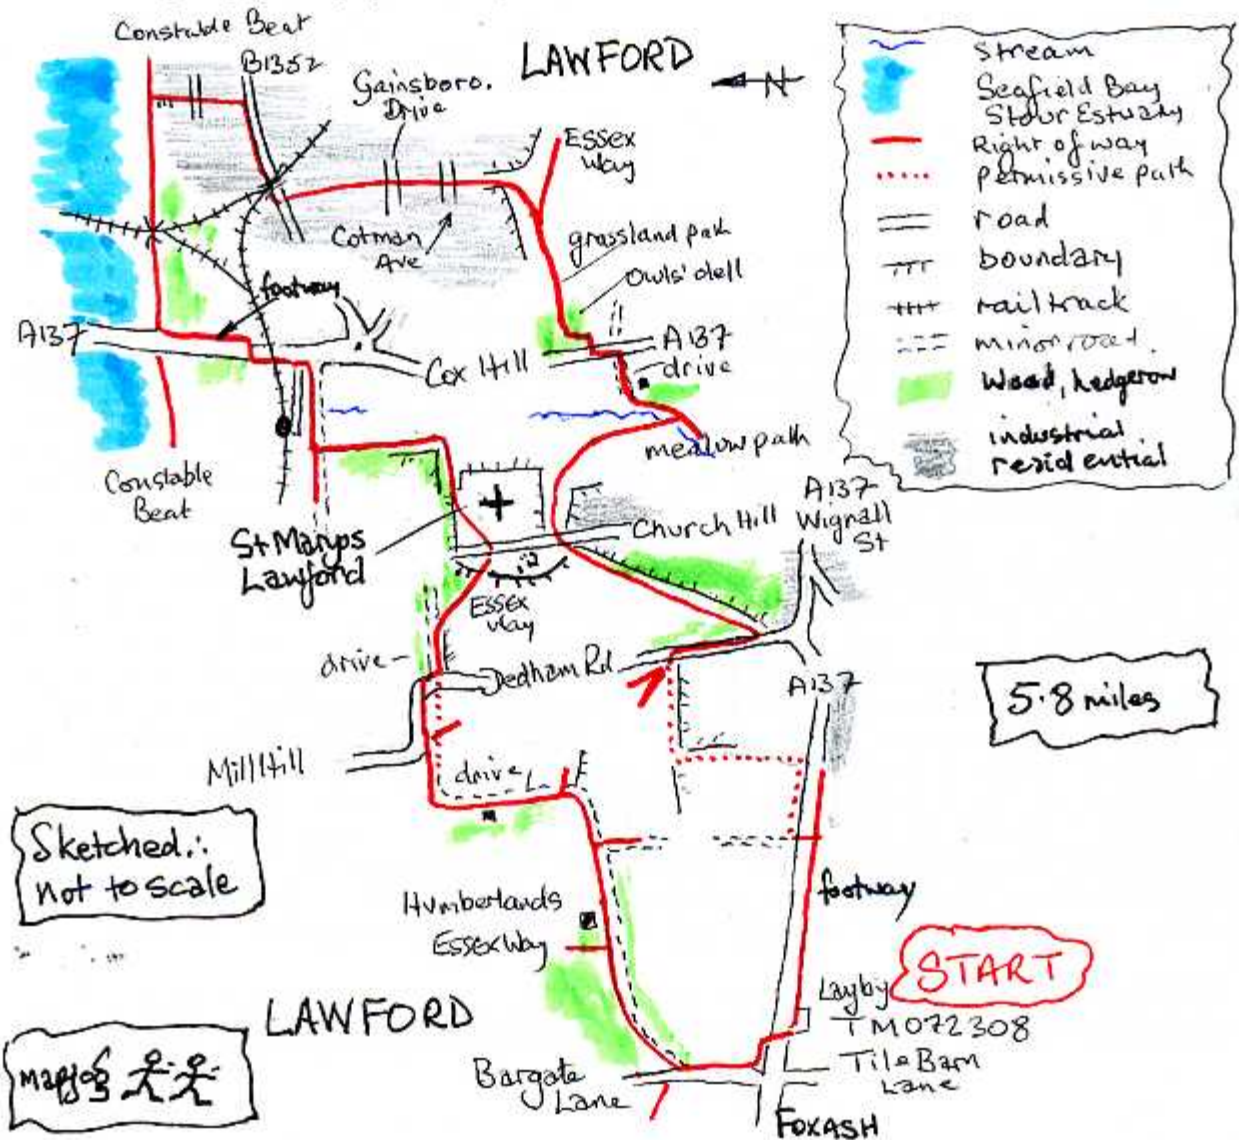 Constable Beat
B1352
Gainsboro.
Drive
LAWFORD
N
Essex
Way
Cotman
Ave
grassland path
Owls' dell
footway
A137
Cox Hill
A137
drive
meadow path
Constable
Beat
St Marys
Lawford
Church Hill
A137
Wignall
St
Essex
Way
drive
Dedham Rd
A137
Mill Hill
drive
5.8 miles
Sketched ∴
not to scale
Humberlands
Essex Way
footway
START
Layby
TM072308
LAWFORD
mapjog
Bargate
Lane
Tile Barn
Lane
FOXASH
stream
Seafield Bay
Stour Estuary
Right of way
permissive path
road
boundary
railtrack
minor road.
Wood, hedgerow
industrial
residential